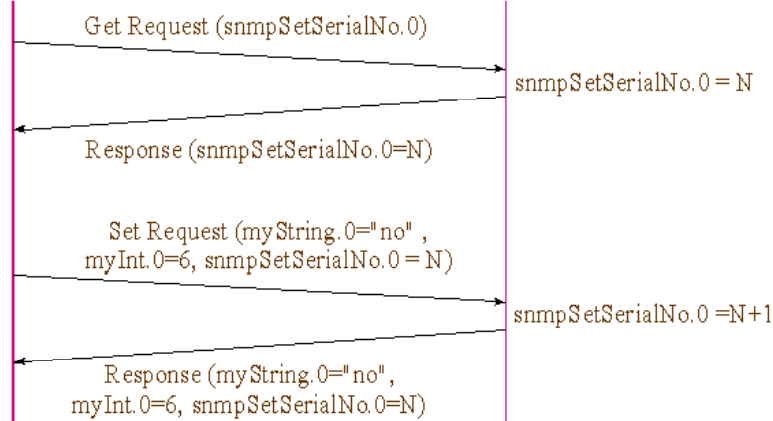 Get Request (snmpSetSerialNo.0)
snmpSetSerialNo.0 = N
Response (snmpSetSerialNo.0=N)
Set Request (myString.0="no" ,
myInt.0=6, snmpSetSerialNo.0 = N)
snmpSetSerialNo.0 =N+1
Response (myString.0="no",
myInt.0=6, snmpSetSerialNo.0=N)